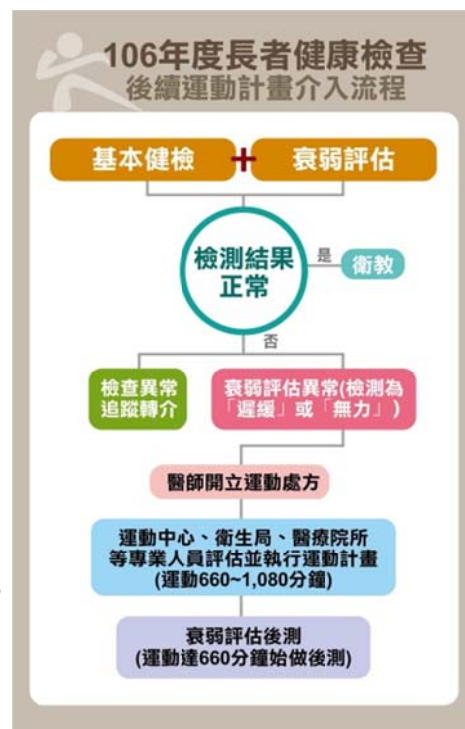 106年度長者健康檢查
後續運動計畫介入流程
基本健檢 + 衰弱評估
檢測結果
正常
是
衛教
否
檢查異常
追蹤轉介
衰弱評估異常(檢測為
「遲緩」或「無力」)
醫師開立運動處方
運動中心、衛生局、醫療院所
等專業人員評估並執行運動計畫
(運動660~1,080分鐘)
衰弱評估後測
(運動達660分鐘始做後測)